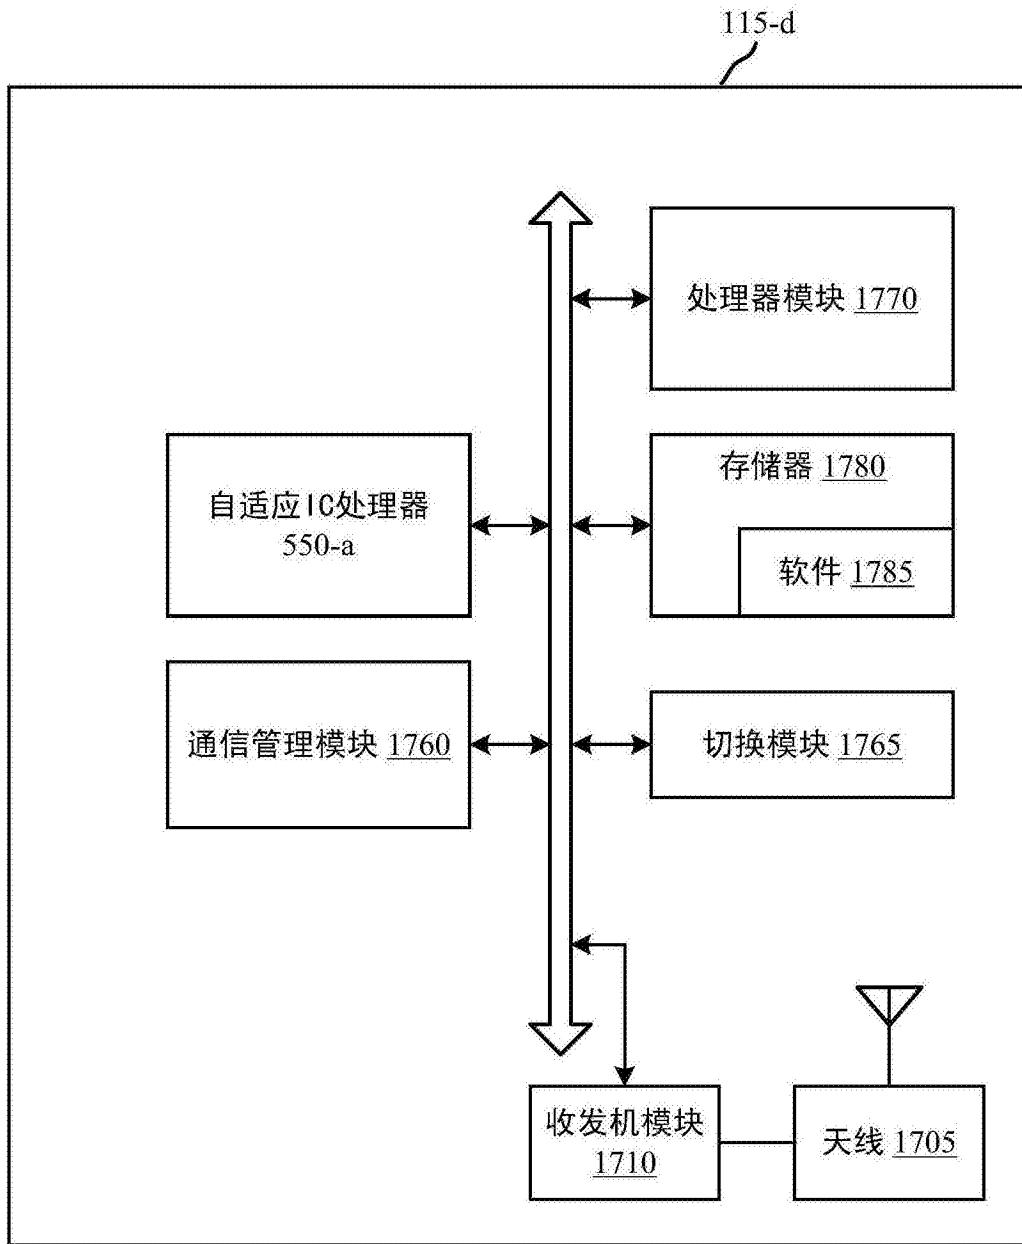 115-d
处理器模块 1770
自适应IC处理器
550-a
存储器 1780
软件 1785
通信管理模块 1760
切换模块 1765
收发机模块
1710
天线 1705